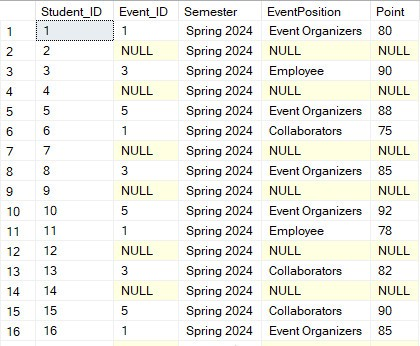 Student_ID Event_ID Semester EventPosition Point
1 1 1 Spring 2024 Event Organizers 80
2 2 NULL Spring 2024 NULL NULL
3 3 3 Spring 2024 Employee 90
4 4 NULL Spring 2024 NULL NULL
5 5 5 Spring 2024 Event Organizers 88
6 6 1 Spring 2024 Collaborators 75
7 7 NULL Spring 2024 NULL NULL
8 8 3 Spring 2024 Event Organizers 85
9 9 NULL Spring 2024 NULL NULL
10 10 5 Spring 2024 Event Organizers 92
11 11 1 Spring 2024 Employee 78
12 12 NULL Spring 2024 NULL NULL
13 13 3 Spring 2024 Collaborators 82
14 14 NULL Spring 2024 NULL NULL
15 15 5 Spring 2024 Collaborators 90
16 16 1 Spring 2024 Event Organizers 85